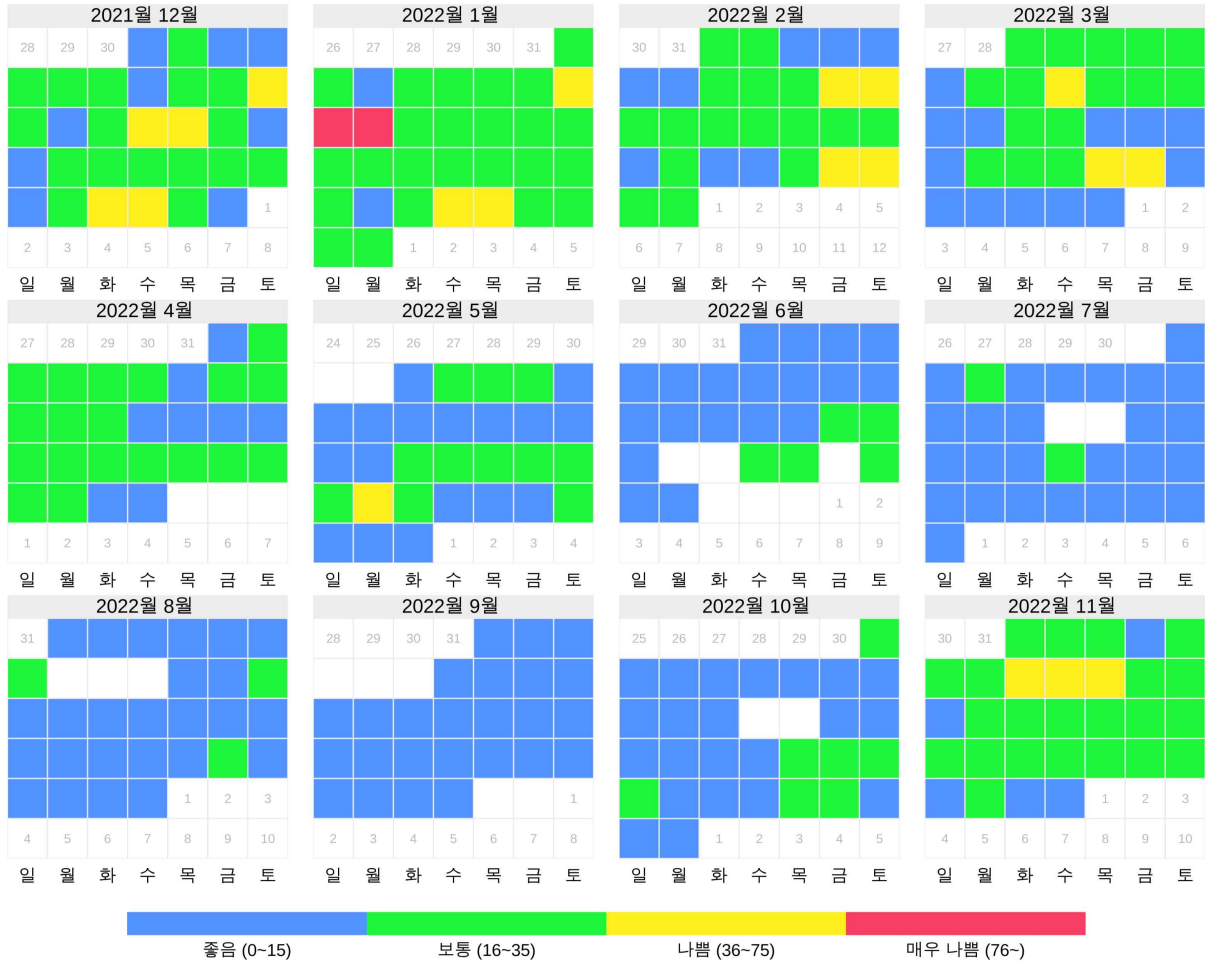 2021월 12월
2022월 1월
2022월 2월
2022월 3월
28 29 30
26 27 28 29 30 31
30 31
27 28
1
2 3 4 5 6 7 8
1 2 3 4 5
1 2 3 4 5
6 7 8 9 10 11 12
1 2
3 4 5 6 7 8 9
일 월 화 수 목 금 토
일 월 화 수 목 금 토
일 월 화 수 목 금 토
일 월 화 수 목 금 토
2022월 4월
2022월 5월
2022월 6월
2022월 7월
27 28 29 30 31
24 25 26 27 28 29 30
29 30 31
26 27 28 29 30
1 2
1 2 3 4 5 6 7
1 2 3 4
3 4 5 6 7 8 9
1 2 3 4 5 6
일 월 화 수 목 금 토
일 월 화 수 목 금 토
일 월 화 수 목 금 토
일 월 화 수 목 금 토
2022월 8월
2022월 9월
2022월 10월
2022월 11월
31
28 29 30 31
25 26 27 28 29 30
30 31
1 2 3
1
1 2 3
4 5 6 7 8 9 10
2 3 4 5 6 7 8
1 2 3 4 5
4 5 6 7 8 9 10
일 월 화 수 목 금 토
일 월 화 수 목 금 토
일 월 화 수 목 금 토
일 월 화 수 목 금 토
좋음 (0~15)
보통 (16~35)
나쁨 (36~75)
매우 나쁨 (76~)